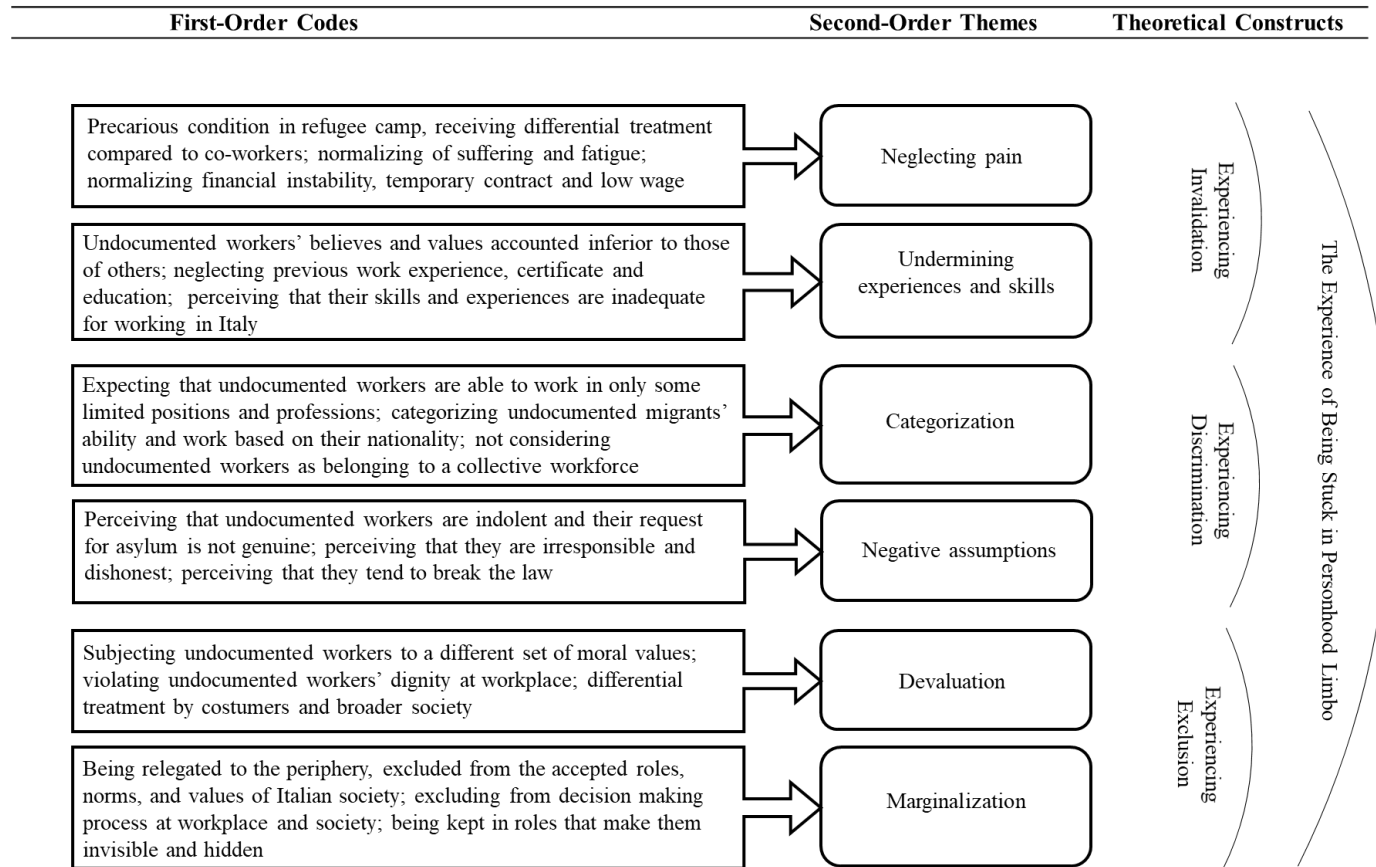 First-Order Codes Second-Order Themes Theoretical Constructs
Precarious condition in refugee camp, receiving differential treatment
compared to co-workers; normalizing of suffering and fatigue;
normalizing financial instability, temporary contract and low wage
Neglecting pain
Undocumented workers’ believes and values accounted inferior to those
of others; neglecting previous work experience, certificate and
education; perceiving that their skills and experiences are inadequate
for working in Italy
Undermining
experiences and skills
Experiencing
Invalidation
Expecting that undocumented workers are able to work in only some
limited positions and professions; categorizing undocumented migrants’
ability and work based on their nationality; not considering
undocumented workers as belonging to a collective workforce
Categorization
Perceiving that undocumented workers are indolent and their request
for asylum is not genuine; perceiving that they are irresponsible and
dishonest; perceiving that they tend to break the law
Negative assumptions
Experiencing
Discrimination
Subjecting undocumented workers to a different set of moral values;
violating undocumented workers’ dignity at workplace; differential
treatment by costumers and broader society
Devaluation
Being relegated to the periphery, excluded from the accepted roles,
norms, and values of Italian society; excluding from decision making
process at workplace and society; being kept in roles that make them
invisible and hidden
Marginalization
Experiencing
Exclusion
The Experience of Being Stuck in Personhood Limbo